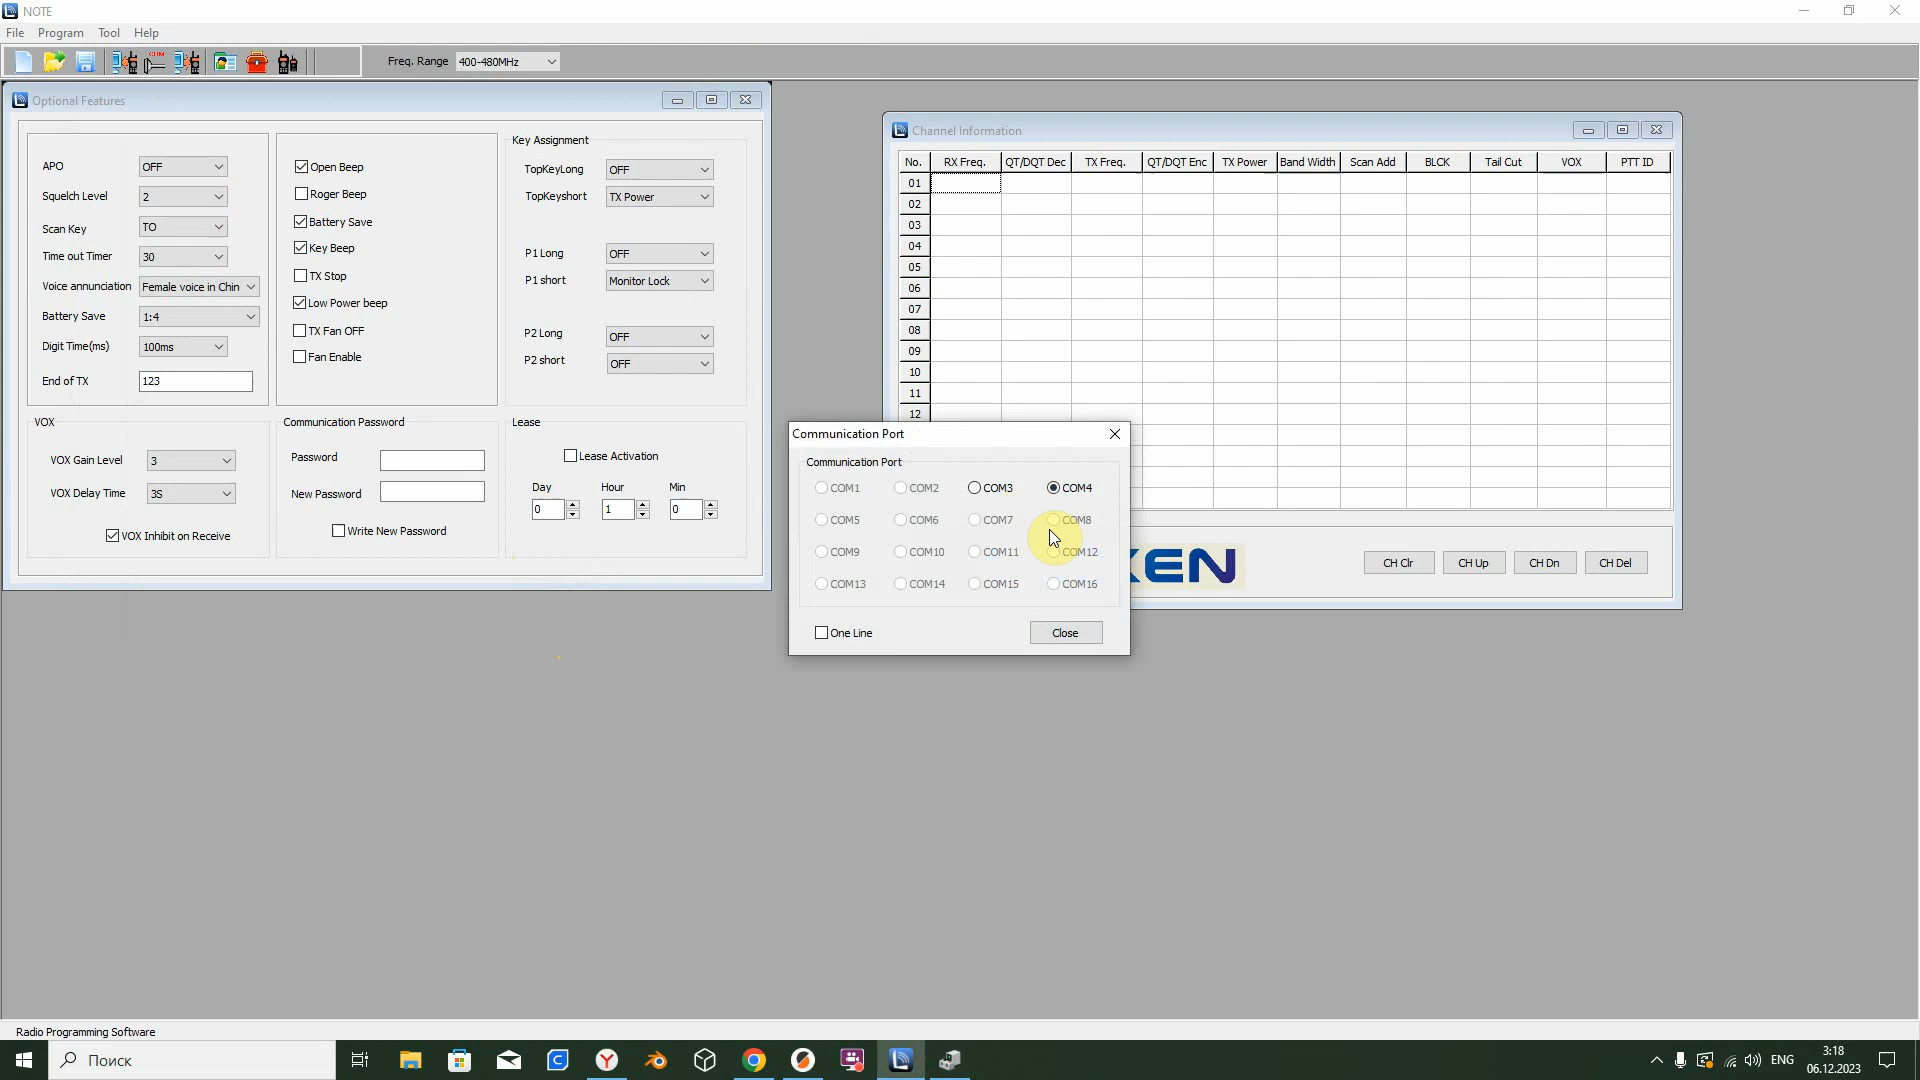 NOTE
File Program Tool Help
COM
Freq. Range 400-480MHz
Optional Features
APO OFF
Squelch Level 2
Scan Key TO
Time out Timer 30
Voice annunciation Female voice in Chin
Battery Save 1:4
Digit Time(ms) 100ms
End of TX 123
Open Beep
Roger Beep
Battery Save
Key Beep
TX Stop
Low Power beep
TX Fan OFF
Fan Enable
Key Assignment
TopKeyLong OFF
TopKeyshort TX Power
P1 Long OFF
P1 short Monitor Lock
P2 Long OFF
P2 short OFF
VOX
VOX Gain Level 3
VOX Delay Time 3S
VOX Inhibit on Receive
Communication Password
Password
New Password
Write New Password
Lease
Lease Activation
Day Hour Min
0 1 0
Channel Information
No. RX Freq. QT/DQT Dec TX Freq. QT/DQT Enc TX Power Band Width Scan Add BLCK Tail Cut VOX PTT ID
01
02
03
04
05
06
07
08
09
10
11
12
KEN
CH Clr CH Up CH Dn CH Del
Communication Port
Communication Port
COM1 COM2 COM3 COM4
COM5 COM6 COM7 COM8
COM9 COM10 COM11 COM12
COM13 COM14 COM15 COM16
One Line Close
Radio Programming Software
Поиск
ENG
3:18
06.12.2023